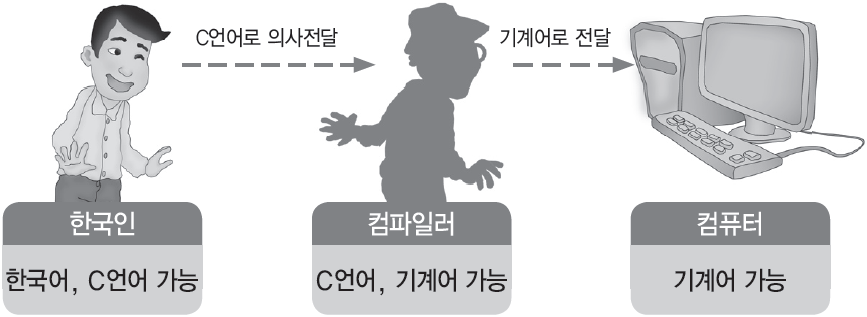 C언어로 의사전달
기계어로 전달
한국인
컴파일러
컴퓨터
한국어, C언어 가능
C언어, 기계어 가능
기계어 가능